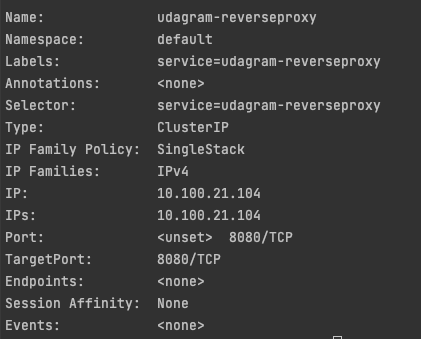 Name: udagram-reverseproxy
Namespace: default
Labels: service=udagram-reverseproxy
Annotations: <none>
Selector: service=udagram-reverseproxy
Type: ClusterIP
IP Family Policy: SingleStack
IP Families: IPv4
IP: 10.100.21.104
IPs: 10.100.21.104
Port: <unset> 8080/TCP
TargetPort: 8080/TCP
Endpoints: <none>
Session Affinity: None
Events: <none>